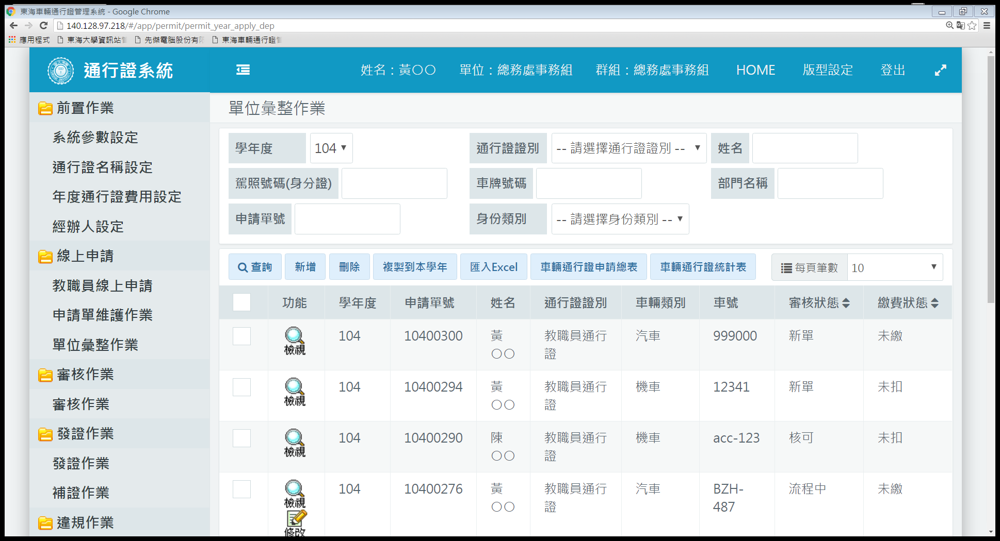 東海車輛通行證管理系統 - Google Chrome
140.128.97.218/#/app/permit/permit_year_apply_dep
應用程式 東海大學資訊站 先傑電腦股份有限 東海車輛通行證
通行證系統 姓名：黃○○ 單位：總務處事務組 群組：總務處事務組 HOME 版型設定 登出
前置作業
系統參數設定
通行證名稱設定
年度通行證費用設定
經辦人設定
線上申請
教職員線上申請
申請單維護作業
單位彙整作業
審核作業
審核作業
發證作業
發證作業
補證作業
違規作業
單位彙整作業
學年度 104 通行證證別 -- 請選擇通行證證別 -- 姓名
駕照號碼(身分證) 車牌號碼 部門名稱
申請單號 身份類別 -- 請選擇身份類別 --
查詢 新增 刪除 複製到本學年 匯入Excel 車輛通行證申請總表 車輛通行證統計表 每頁筆數 10
功能 學年度 申請單號 姓名 通行證證別 車輛類別 車號 審核狀態 繳費狀態
檢視 104 10400300 黃○○ 教職員通行證 汽車 999000 新單 未繳
檢視 104 10400294 黃○○ 教職員通行證 機車 12341 新單 未扣
檢視 104 10400290 陳○○ 教職員通行證 機車 acc-123 核可 未扣
檢視 104 10400276 黃○○ 教職員通行證 汽車 BZH-487 流程中 未繳
修改